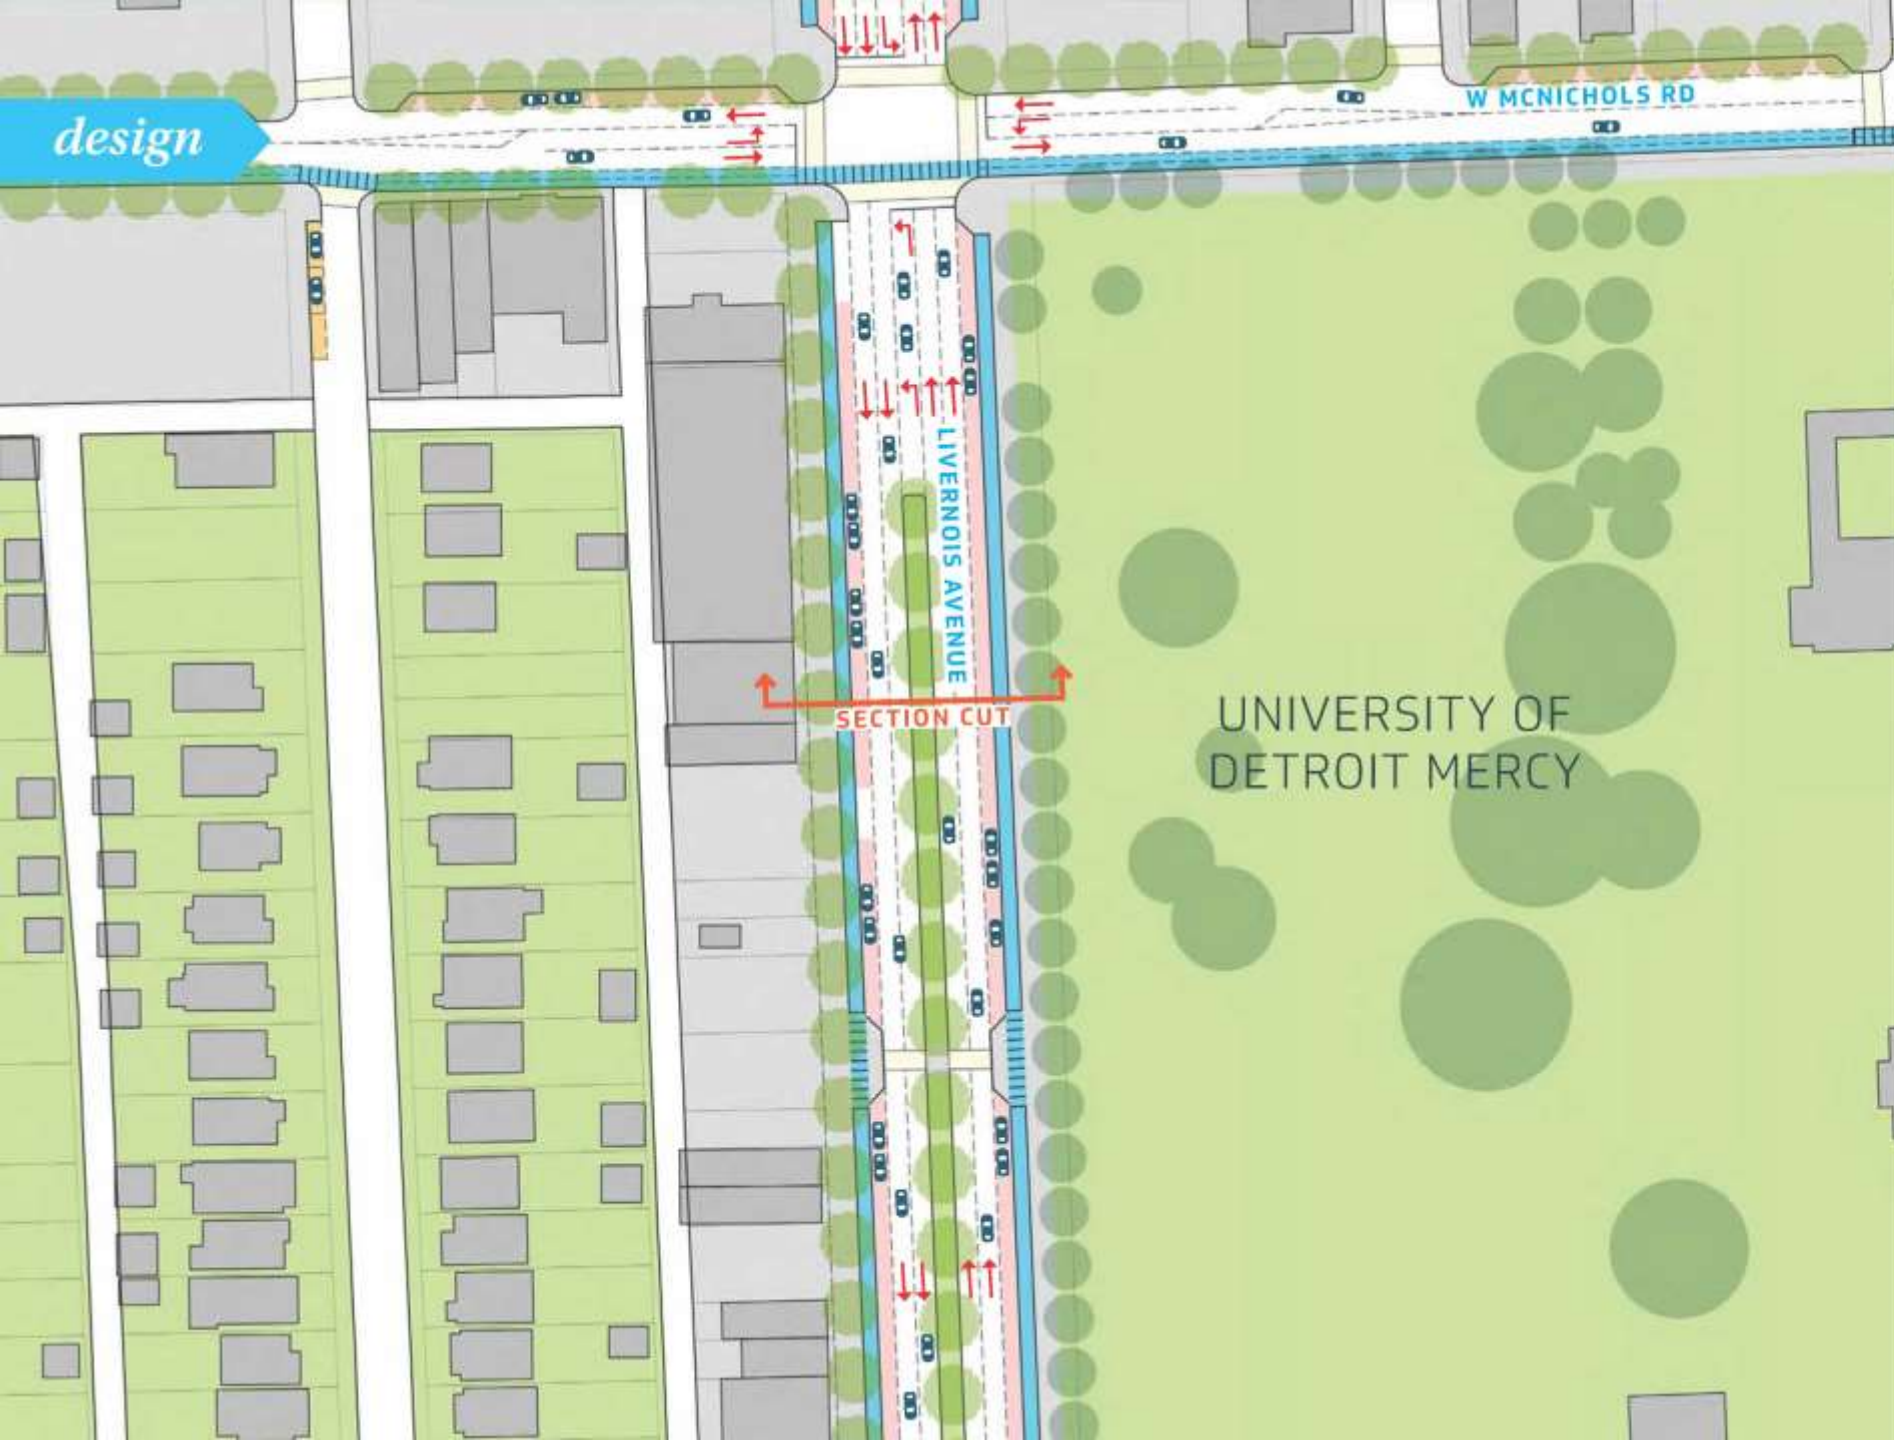 W MCNICHOLS RD
design
LIVERNOIS AVENUE
SECTION CUT
UNIVERSITY OF
DETROIT MERCY